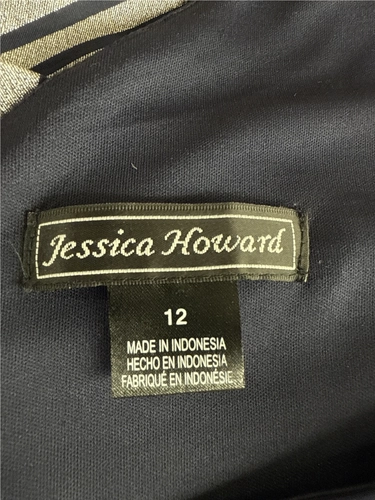 Jessica Howard
12
MADE IN INDONESIA
HECHO EN INDONESIA
FABRIQUÉ EN INDONÉSIE